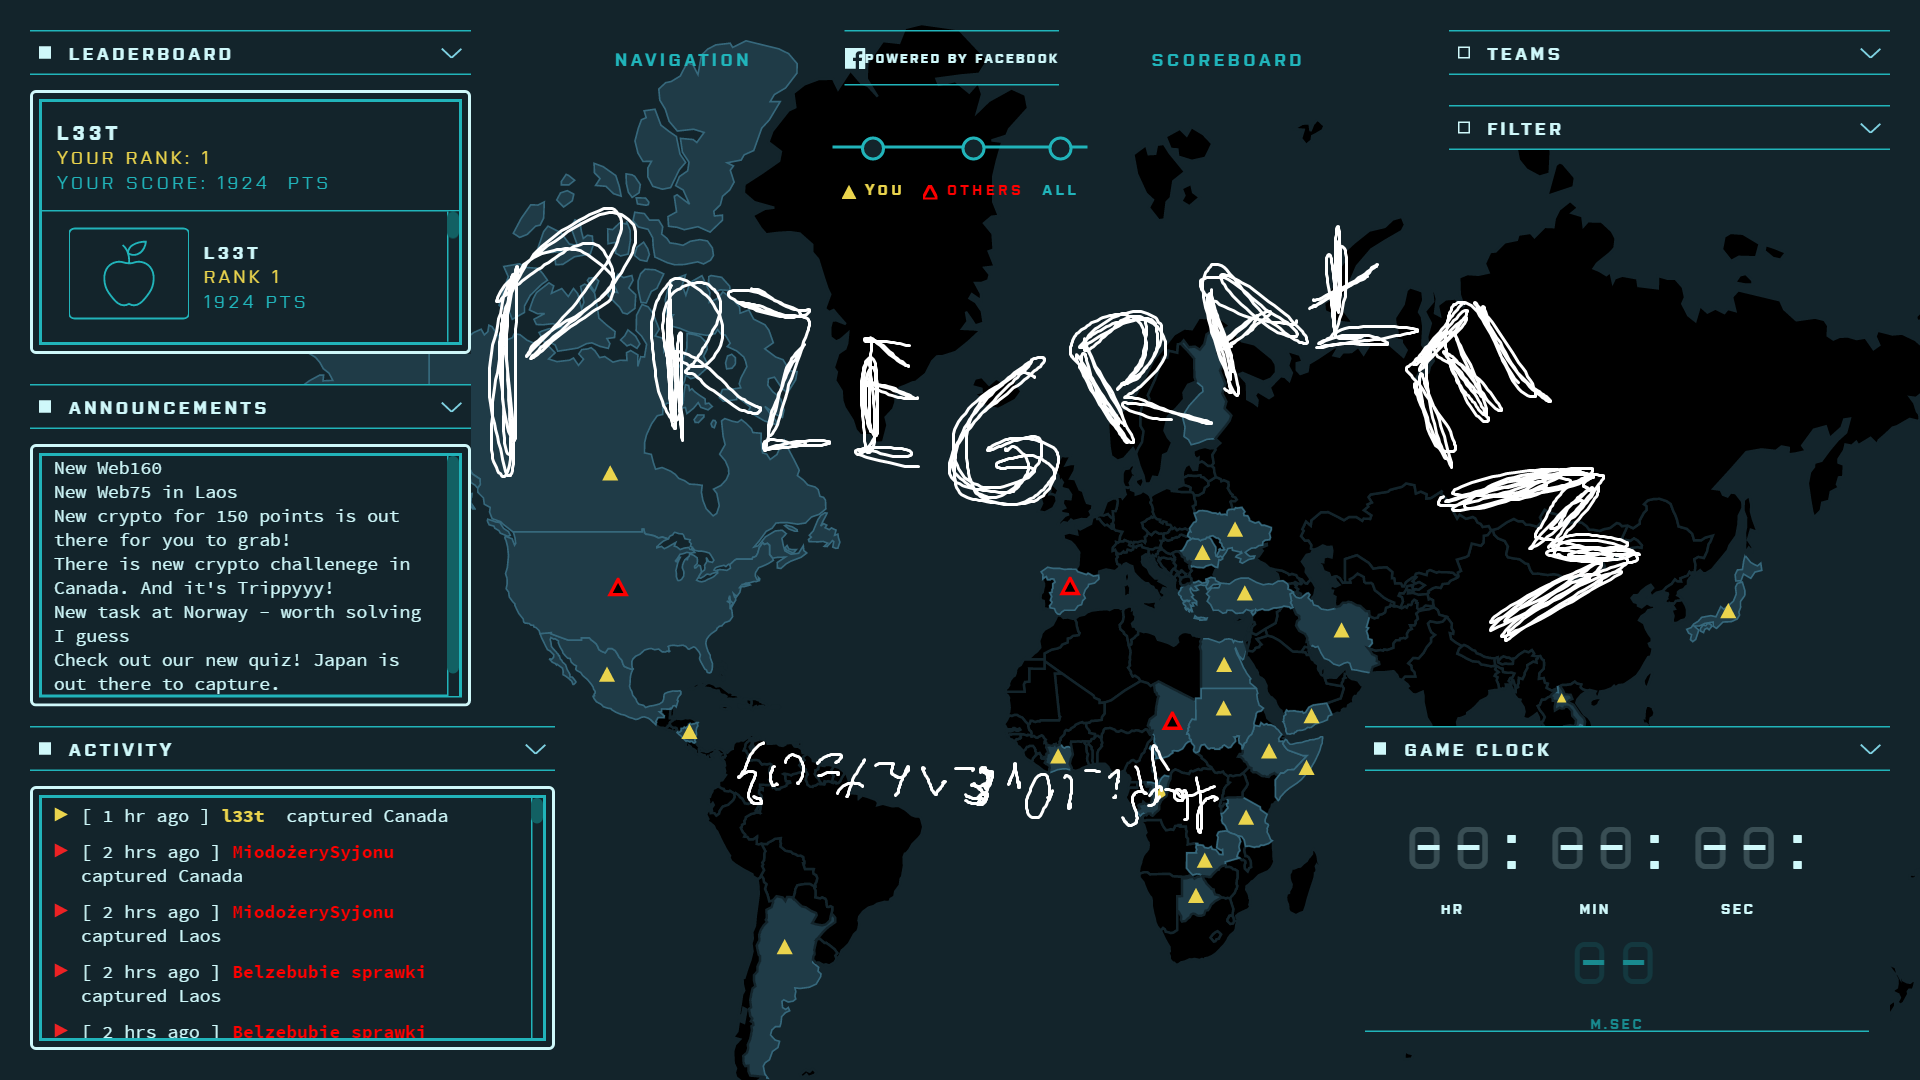 LEADERBOARD
L33T
YOUR RANK: 1
YOUR SCORE: 1924 PTS
L33T
RANK 1
1924 PTS
ANNOUNCEMENTS
New Web160
New Web75 in Laos
New crypto for 150 points is out
there for you to grab!
There is new crypto challenege in
Canada. And it's Trippyyy!
New task at Norway - worth solving
I guess
Check out our new quiz! Japan is
out there to capture.
ACTIVITY
[ 1 hr ago ] l33t captured Canada
[ 2 hrs ago ] MiodożerySyjonu
captured Canada
[ 2 hrs ago ] MiodożerySyjonu
captured Laos
[ 2 hrs ago ] Belzebubie sprawki
captured Laos
[ 2 hrs ago ] Belzebubie sprawki
NAVIGATION
POWERED BY FACEBOOK
SCOREBOARD
YOU OTHERS ALL
PRZEGRAŁEM
TEAMS
FILTER
GAME CLOCK
-- : -- : -- :
HR MIN SEC
--
M.SEC